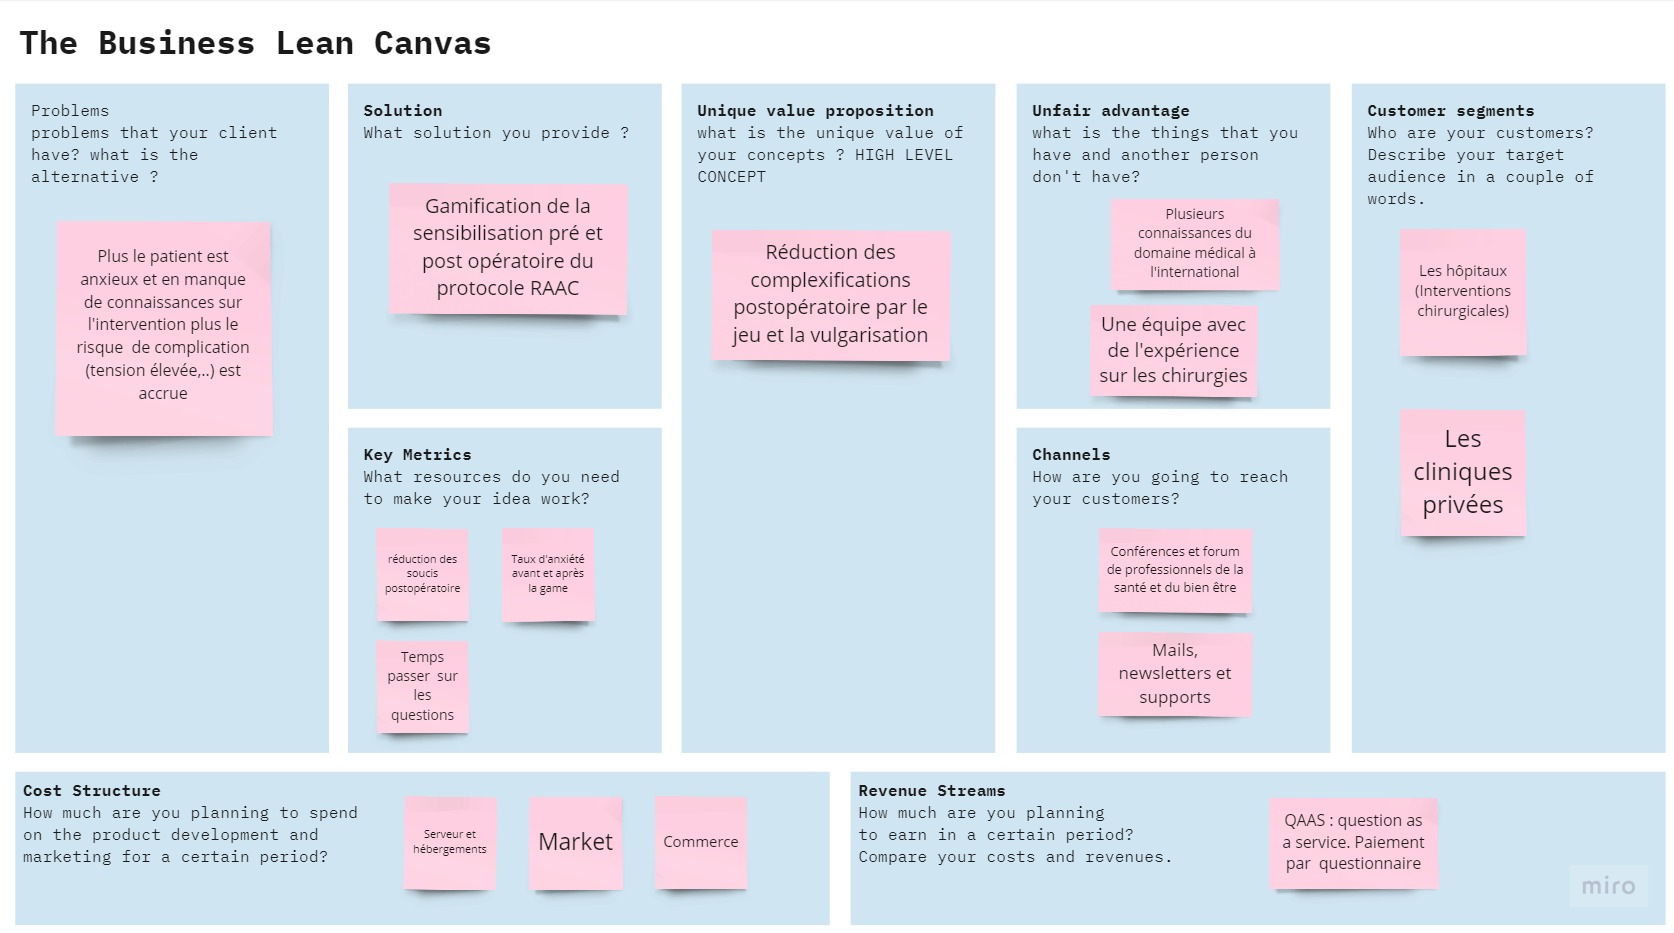 The Business Lean Canvas
Problems
problems that your client
have? what is the
alternative ?
Plus le patient est
anxieux et en manque
de connaissances sur
l'intervention plus le
risque de complication
(tension élevée,..) est
accrue
Solution
What solution you provide ?
Gamification de la
sensibilisation pré et
post opératoire du
protocole RAAC
Key Metrics
What resources do you need
to make your idea work?
réduction des
soucis
postopératoire
Taux d'anxiété
avant et après
la game
Temps
passer sur
les
questions
Unique value proposition
what is the unique value of
your concepts ? HIGH LEVEL
CONCEPT
Réduction des
complexifications
postopératoire par le
jeu et la vulgarisation
Unfair advantage
what is the things that you
have and another person
don't have?
Plusieurs
connaissances du
domaine médical à
l'international
Une équipe avec
de l'expérience
sur les chirurgies
Channels
How are you going to reach
your customers?
Conférences et forum
de professionnels de la
santé et du bien être
Mails,
newsletters et
supports
Customer segments
Who are your customers?
Describe your target
audience in a couple of
words.
Les hôpitaux
(Interventions
chirurgicales)
Les
cliniques
privées
Cost Structure
How much are you planning to spend
on the product development and
marketing for a certain period?
Serveur et
hébergements
Market
Commerce
Revenue Streams
How much are you planning
to earn in a certain period?
Compare your costs and revenues.
QAAS : question as
a service. Paiement
par questionnaire
miro